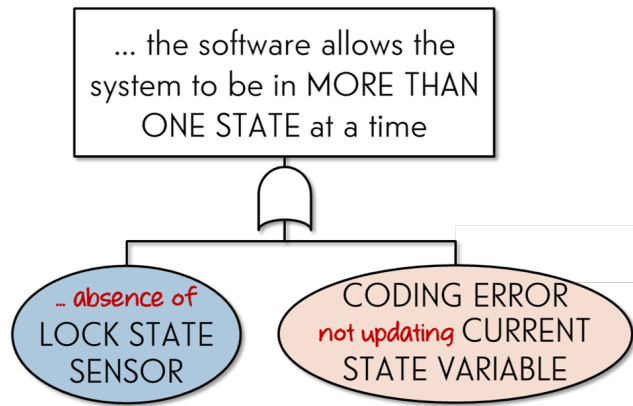 ... the software allows the
system to be in MORE THAN
ONE STATE at a time
... absence of
LOCK STATE
SENSOR
CODING ERROR
not updating CURRENT
STATE VARIABLE